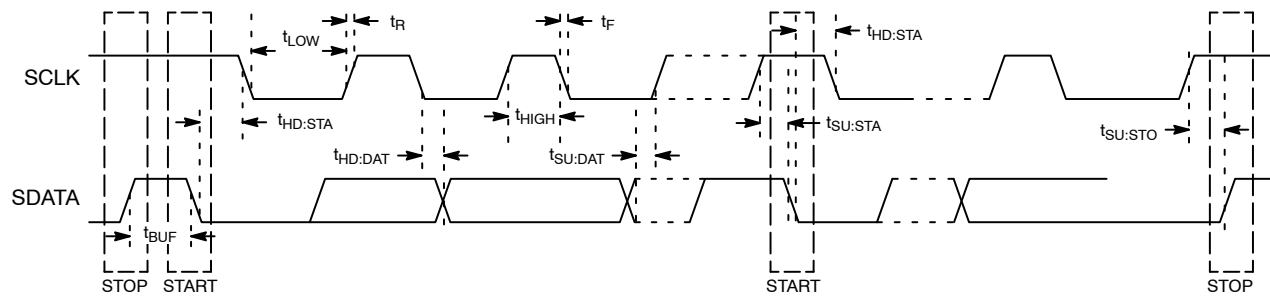 tR
tF
tLOW
tHD:STA
SCLK
tHD:STA
tHIGH
tSU:STA
tHD:DAT
tSU:DAT
tSU:STO
SDATA
tBUF
STOP
START
START
STOP